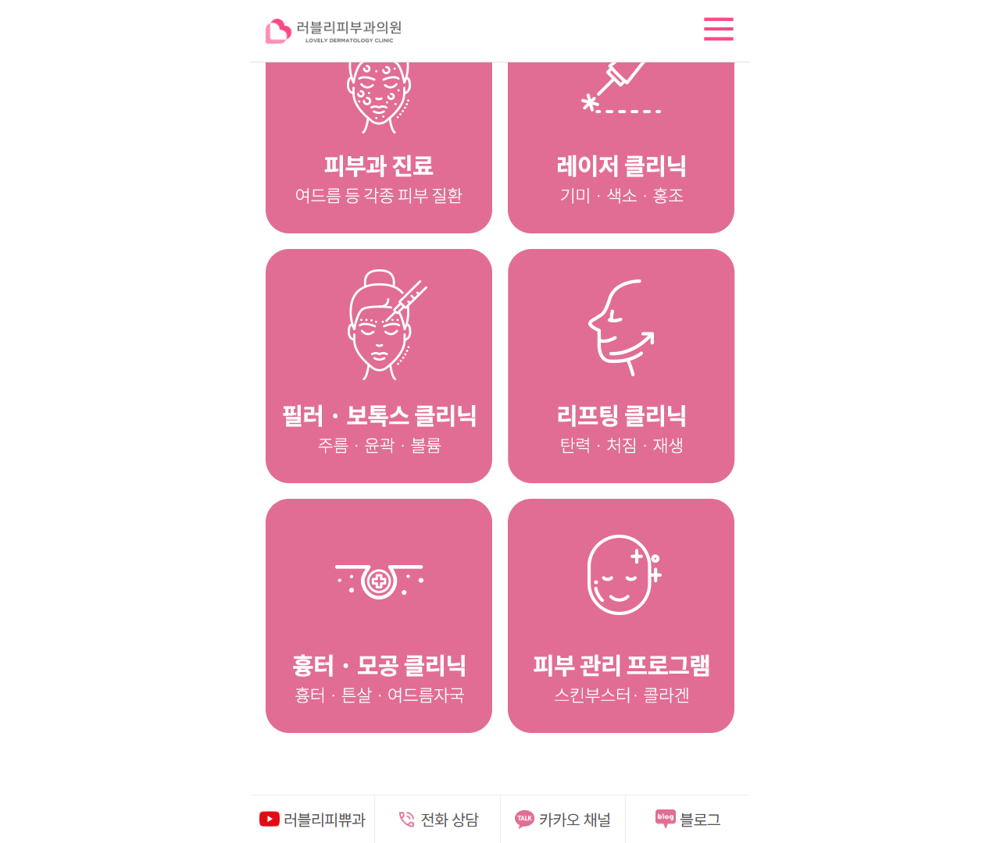 러블리피부과의원
LOVELY DERMATOLOGY CLINIC
피부과 진료
여드름 등 각종 피부 질환
레이저 클리닉
기미 · 색소 · 홍조
필러 · 보톡스 클리닉
주름 · 윤곽 · 볼륨
리프팅 클리닉
탄력 · 처짐 · 재생
흉터 · 모공 클리닉
흉터 · 튼살 · 여드름자국
피부 관리 프로그램
스킨부스터 · 콜라겐
러블리피쀼과
전화 상담
TALK
카카오 채널
blog
블로그